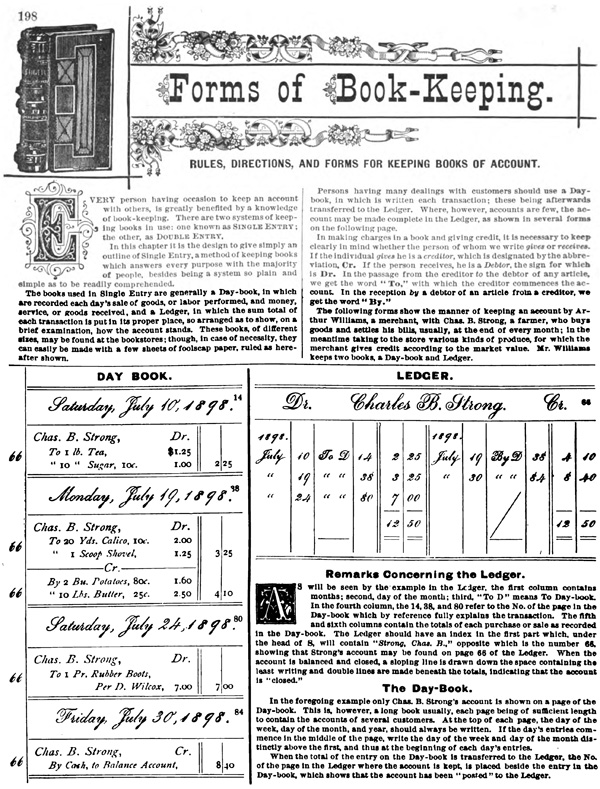 198
Forms of Book-Keeping.
RULES, DIRECTIONS, AND FORMS FOR KEEPING BOOKS OF ACCOUNT.
EVERY person having occasion to keep an account
with others, is greatly benefited by a knowledge
of book-keeping. There are two systems of keep-
ing books in use: one known as SINGLE ENTRY;
the other, as DOUBLE ENTRY.
In this chapter it is the design to give simply an
outline of Single Entry, a method of keeping books
which answers every purpose with the majority
of people, besides being a system so plain and
simple as to be readily comprehended.
The books used in Single Entry are generally a Day-book, in which
are recorded each day's sale of goods, or labor performed, and money,
service, or goods received, and a Ledger, in which the sum total of
each transaction is put in its proper place, so arranged as to show, on a
brief examination, how the account stands. These books, of different
sizes, may be found at the bookstores; though, in case of necessity, they
can easily be made with a few sheets of foolscap paper, ruled as here-
after shown.
Persons having many dealings with customers should use a Day-
book, in which is written each transaction; these being afterwards
transferred to the Ledger. Where, however, accounts are few, the ac-
count may be made complete in the Ledger, as shown in several forms
on the following page.
In making charges in a book and giving credit, it is necessary to keep
clearly in mind whether the person of whom we write gives or receives.
If the individual gives he is a creditor, which is designated by the abbre-
viation, Cr. If the person receives, he is a Debtor, the sign for which
is Dr. In the passage from the creditor to the debtor of any article,
we get the word "To," with which the creditor commences the ac-
count. In the reception by a debtor of an article from a creditor, we
get the word "By."
The following forms show the manner of keeping an account by Ar-
thur Williams, a merchant, with Chas. B. Strong, a farmer, who buys
goods and settles his bills, usually, at the end of every month; in the
meantime taking to the store various kinds of produce, for which the
merchant gives credit according to the market value. Mr. Williams
keeps two books, a Day-book and Ledger.
DAY BOOK.
Saturday, July 10, 1898. 14
Chas. B. Strong, Dr.
66 To 1 lb. Tea, $1.25
" 10 " Sugar, 10c. 1.00 2 25
Monday, July 19, 1898. 38
Chas. B. Strong, Dr.
66 To 20 Yds. Calico, 10c. 2.00
" 1 Scoop Shovel, 1.25 3 25
Cr.
66 By 2 Bu. Potatoes, 80c. 1.60
" 10 Lbs. Butter, 25c. 2.50 4 10
Saturday, July 24, 1898. 80
Chas. B. Strong, Dr.
66 To 1 Pr. Rubber Boots,
Per D. Wilcox, 7.00 7 00
Friday, July 30, 1898. 84
Chas. B. Strong, Cr.
66 By Cash, to Balance Account, 8 40
LEDGER.
Dr. Charles B. Strong. Cr. 66
1898. 1898.
July 10 To D 14 2 25 July 19 By D 38 4 10
" 19 " " 38 3 25 " 30 " " 84 8 40
" 24 " " 80 7 00
12 50 12 50
Remarks Concerning the Ledger.
AS will be seen by the example in the Ledger, the first column contains
months; second, day of the month; third, "To D" means To Day-book.
In the fourth column, the 14, 38, and 80 refer to the No. of the page in the
Day-book which by reference fully explains the transaction. The fifth
and sixth columns contain the totals of each purchase or sale as recorded
in the Day-book. The Ledger should have an index in the first part which, under
the head of S, will contain "Strong, Chas. B.," opposite which is the number 66,
showing that Strong's account may be found on page 66 of the Ledger. When the
account is balanced and closed, a sloping line is drawn down the space containing the
least writing and double lines are made beneath the totals, indicating that the account
is "closed."
The Day-Book.
In the foregoing example only Chas. B. Strong's account is shown on a page of the
Day-book. This is, however, a long book usually, each page being of sufficient length
to contain the accounts of several customers. At the top of each page, the day of the
week, day of the month, and year, should always be written. If the day's entries com-
mence in the middle of the page, write the day of the week and day of the month dis-
tinctly above the first, and thus at the beginning of each day's entries.
When the total of the entry on the Day-book is transferred to the Ledger, the No.
of the page in the Ledger where the account is kept, is placed beside the entry in the
Day-book, which shows that the account has been "posted" to the Ledger.